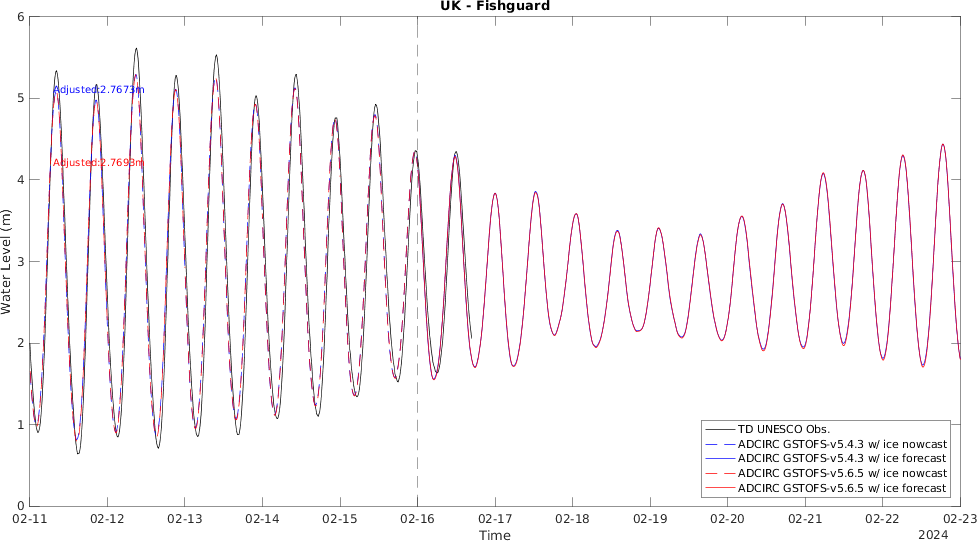 UK - Fishguard
6
5
4
3
2
1
0
Water Level (m)
Adjusted:2.7673m
Adjusted:2.7693m
TD UNESCO Obs.
ADCIRC GSTOFS-v5.4.3 w/ ice nowcast
ADCIRC GSTOFS-v5.4.3 w/ ice forecast
ADCIRC GSTOFS-v5.6.5 w/ ice nowcast
ADCIRC GSTOFS-v5.6.5 w/ ice forecast
02-11 02-12 02-13 02-14 02-15 02-16 02-17 02-18 02-19 02-20 02-21 02-22 02-23
Time
2024